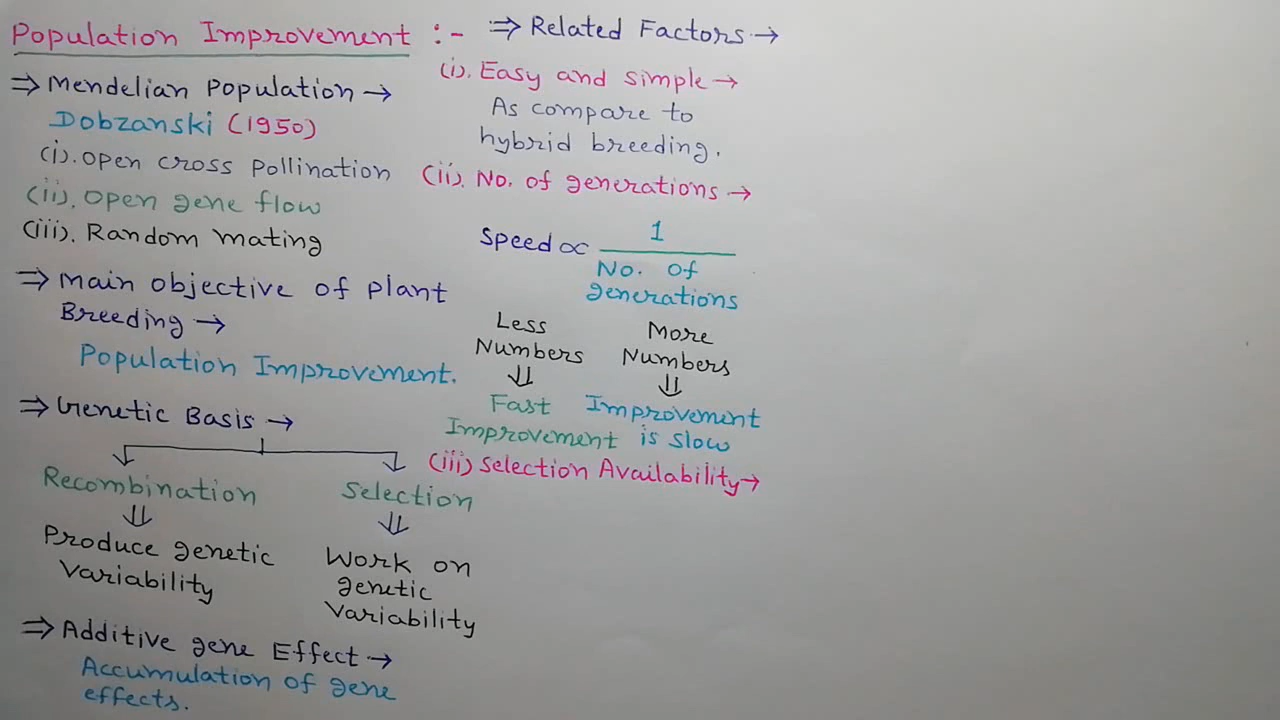 Population Improvement :-
⇒ Mendelian Population →
Dobzanski (1950)
(i). open cross pollination
(ii). Open gene flow
(iii). Random mating
⇒ Main objective of plant
Breeding →
Population Improvement.
⇒ Genetic Basis →
Recombination Selection
⇓ ⇓
Produce genetic
Variability
Work on
genetic
Variability
⇒ Additive gene Effect →
Accumulation of gene
effects.
⇒ Related Factors →
(i). Easy and simple →
As compare to
hybrid breeding.
(ii). No. of generations →
Speed ∝ 1
No. of
generations
Less
Numbers
⇓
Fast
Improvement
More
Numbers
⇓
Improvement
is slow
(iii) Selection Availability →